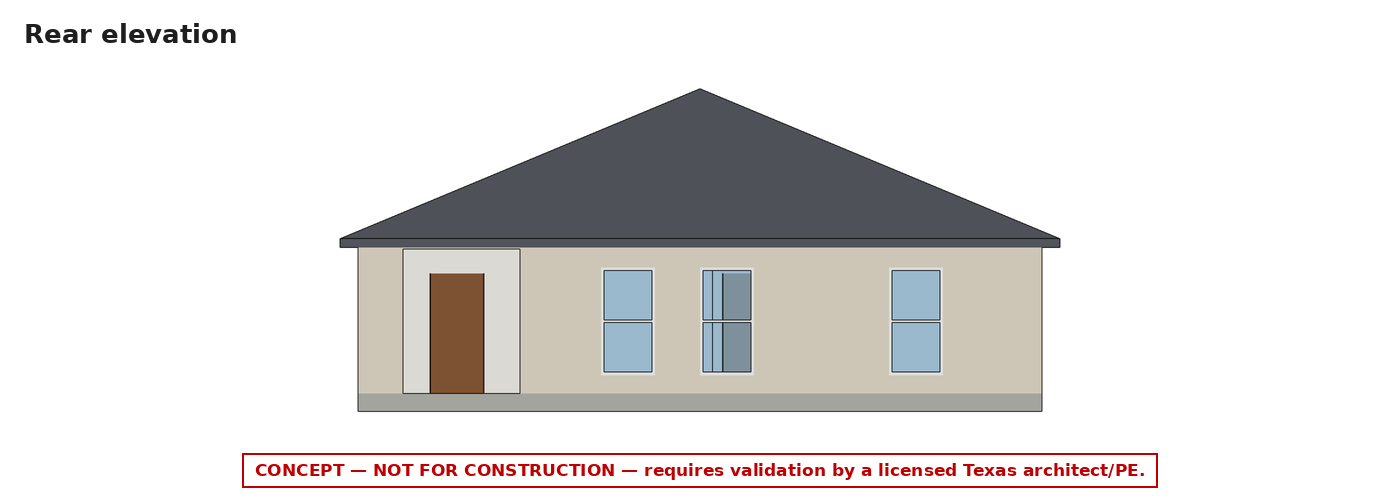 Rear elevation
CONCEPT — NOT FOR CONSTRUCTION — requires validation by a licensed Texas architect/PE.